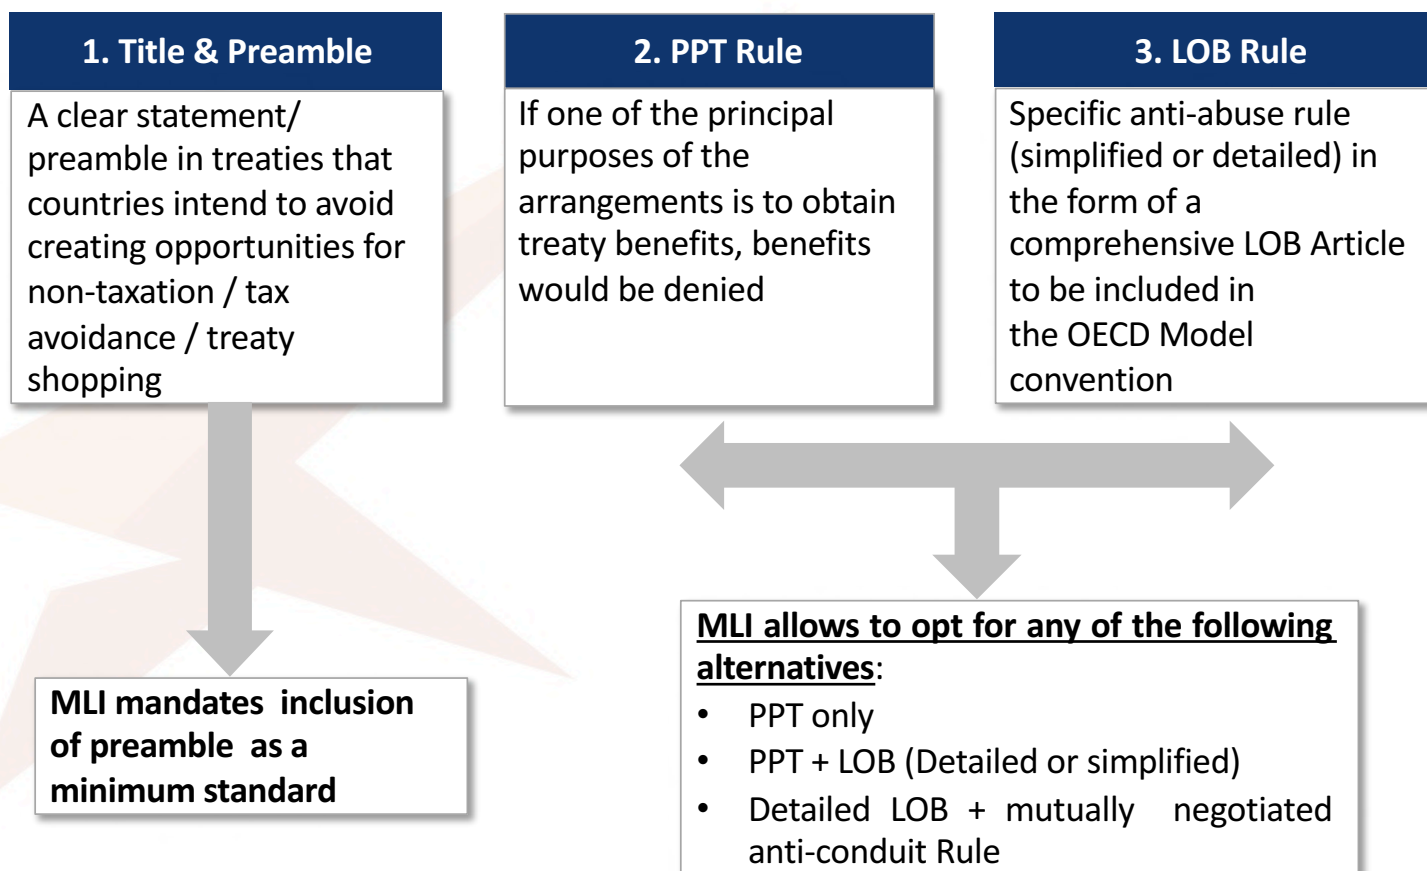 1. Title & Preamble
A clear statement/
preamble in treaties that
countries intend to avoid
creating opportunities for
non-taxation / tax
avoidance / treaty
shopping
2. PPT Rule
If one of the principal
purposes of the
arrangements is to obtain
treaty benefits, benefits
would be denied
3. LOB Rule
Specific anti-abuse rule
(simplified or detailed) in
the form of a
comprehensive LOB Article
to be included in
the OECD Model
convention
MLI mandates inclusion
of preamble as a
minimum standard
MLI allows to opt for any of the following
alternatives:
• PPT only
• PPT + LOB (Detailed or simplified)
• Detailed LOB + mutually negotiated
anti-conduit Rule